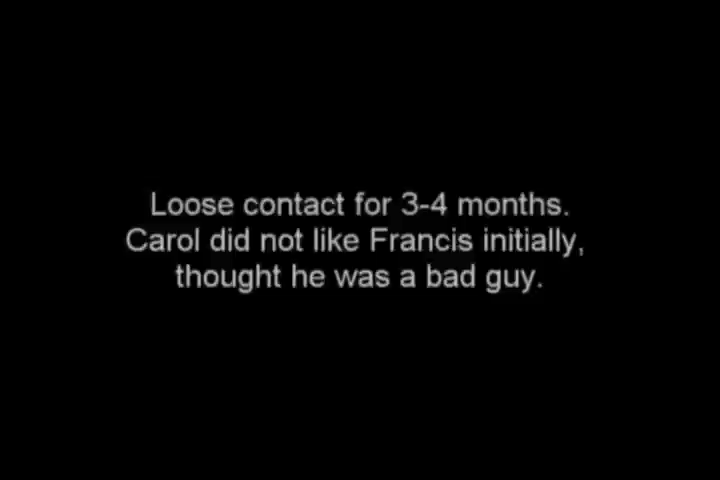 Loose contact for 3-4 months.
Carol did not like Francis initially,
thought he was a bad guy.